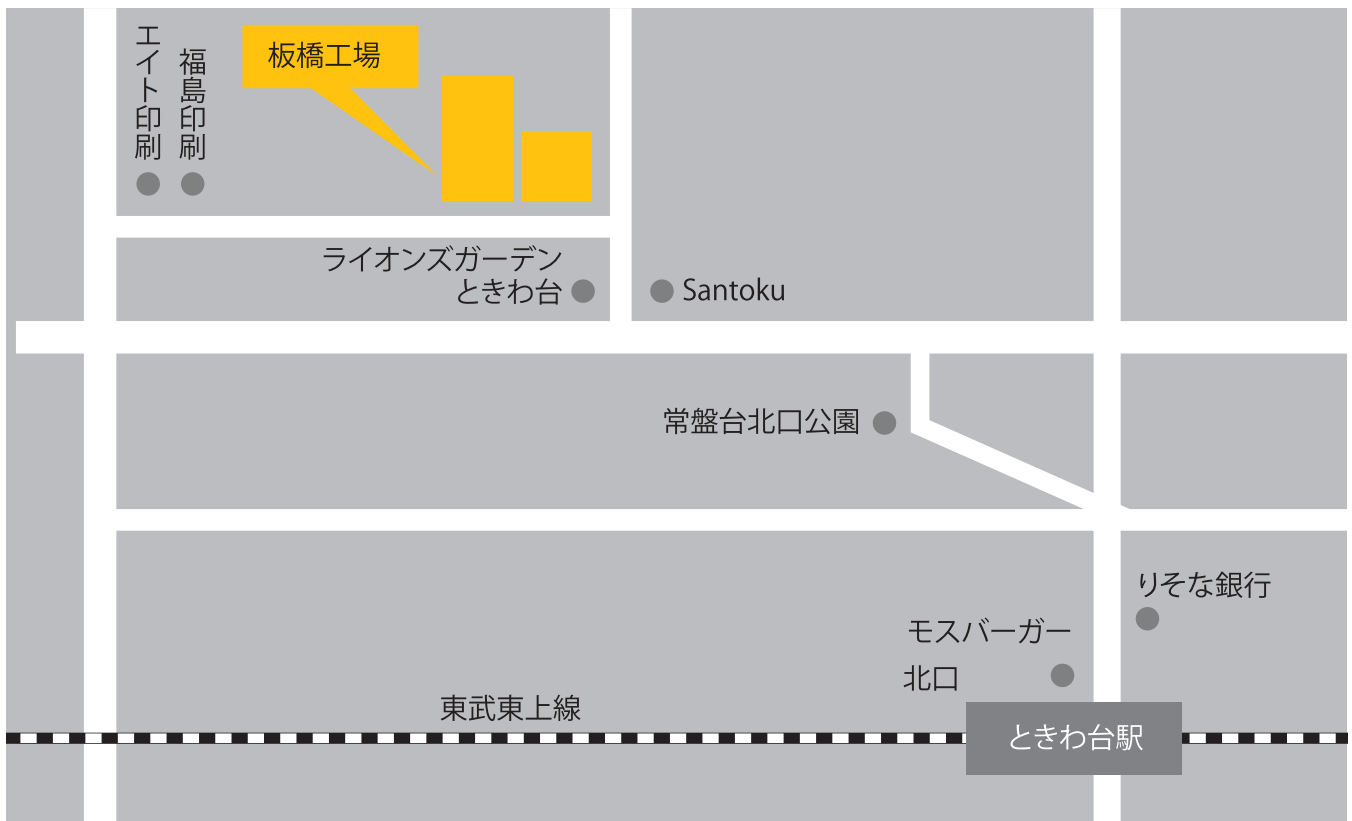 エイト印刷
福島印刷
板橋工場
ライオンズガーデン
ときわ台
Santoku
常盤台北口公園
りそな銀行
モスバーガー
北口
東武東上線
ときわ台駅